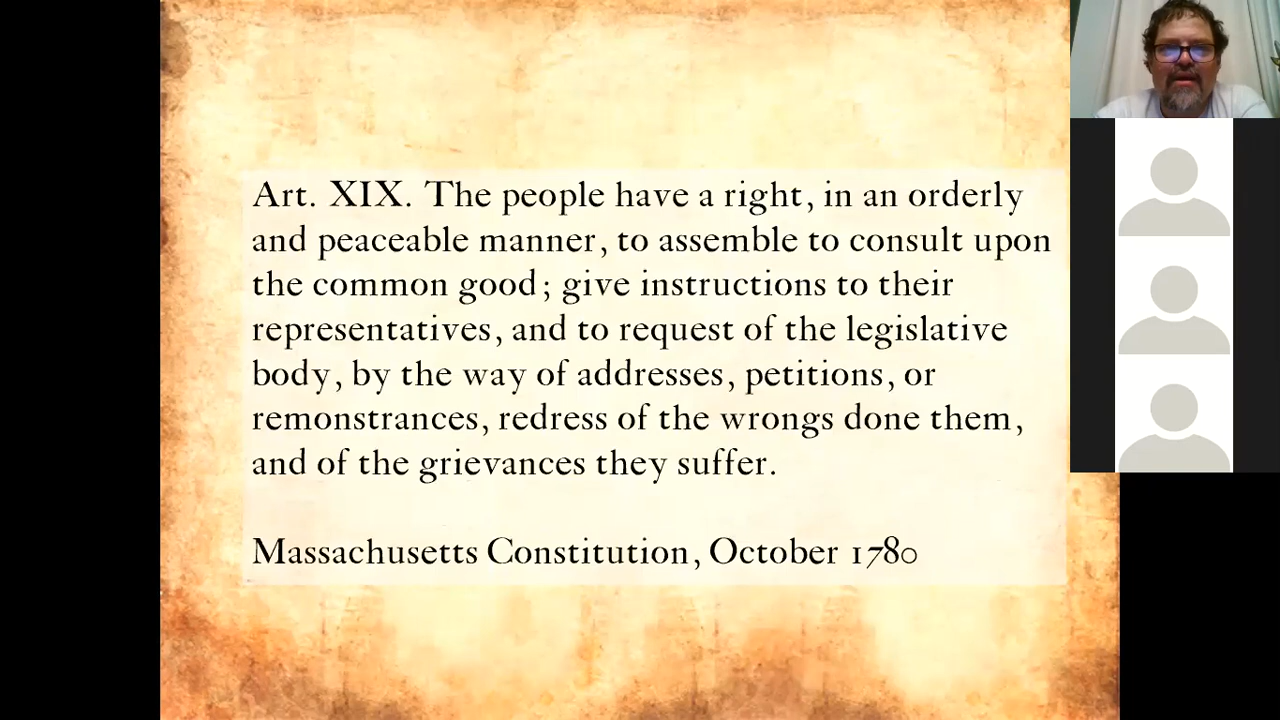 Art. XIX. The people have a right, in an orderly
and peaceable manner, to assemble to consult upon
the common good; give instructions to their
representatives, and to request of the legislative
body, by the way of addresses, petitions, or
remonstrances, redress of the wrongs done them,
and of the grievances they suffer.
Massachusetts Constitution, October 1780